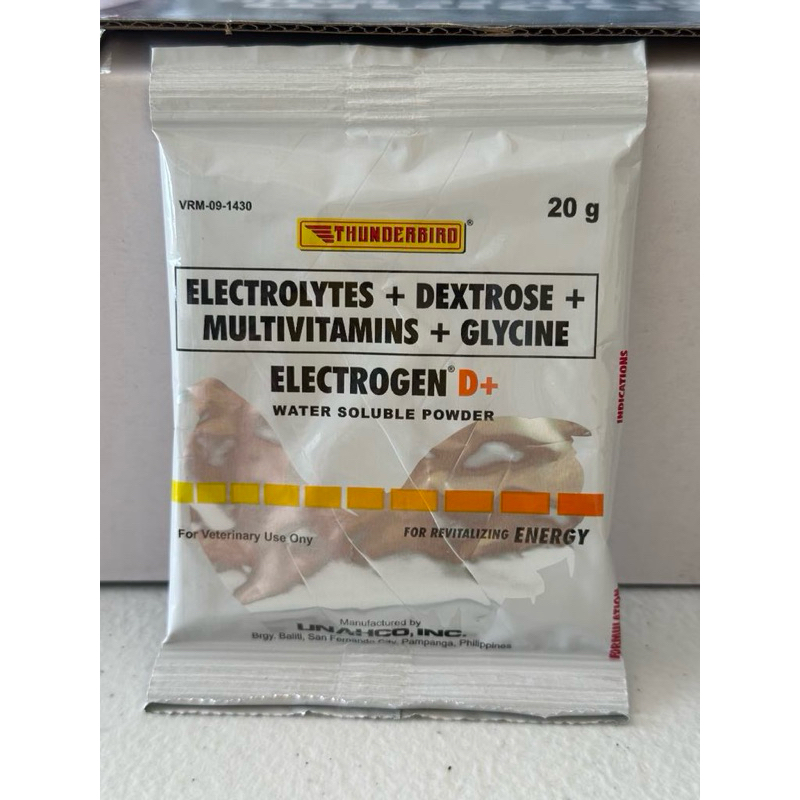 VRM-09-1430
20 g
THUNDERBIRD®
ELECTROLYTES + DEXTROSE +
MULTIVITAMINS + GLYCINE
ELECTROGEN® D+
WATER SOLUBLE POWDER
INDICATIONS
For Veterinary Use Ony
FOR REVITALIZING ENERGY
FORMULATION
Manufactured by
UNAHCO, INC.
Brgy. Baliti, San Fernando City, Pampanga, Philippines